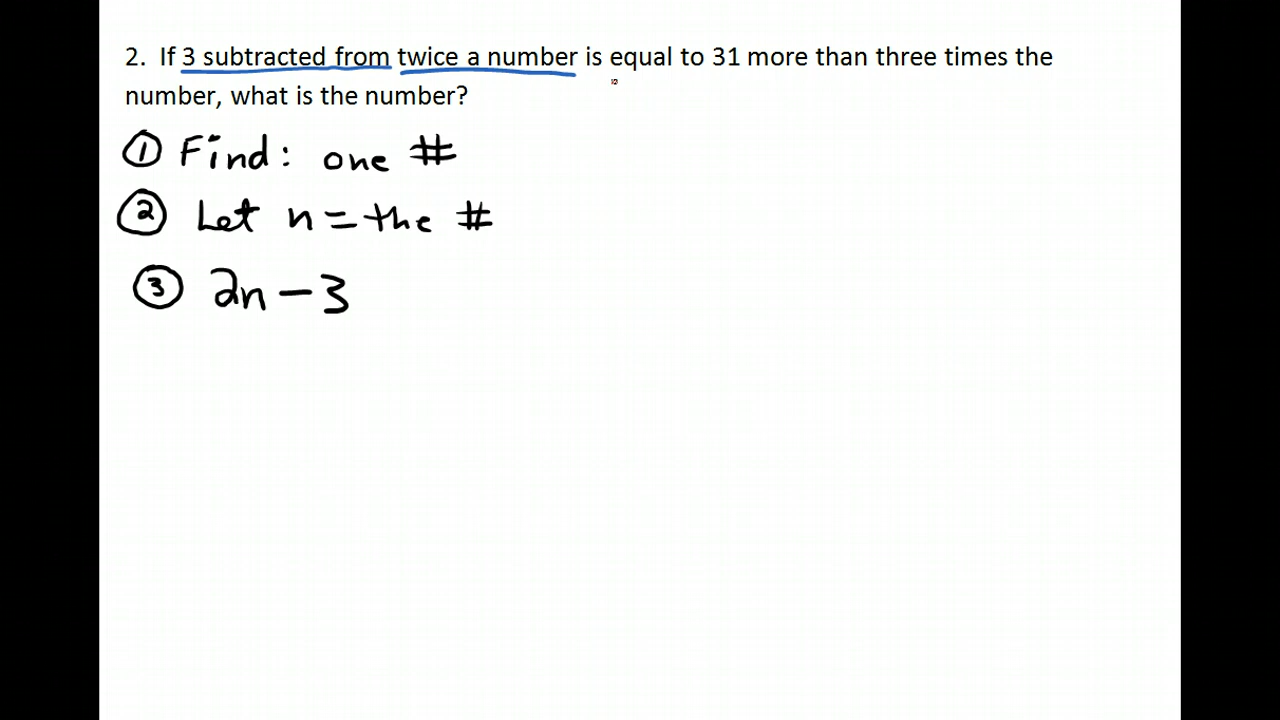 2. If 3 subtracted from twice a number is equal to 31 more than three times the
number, what is the number?
① Find: one #
② Let n = the #
③ 2n - 3